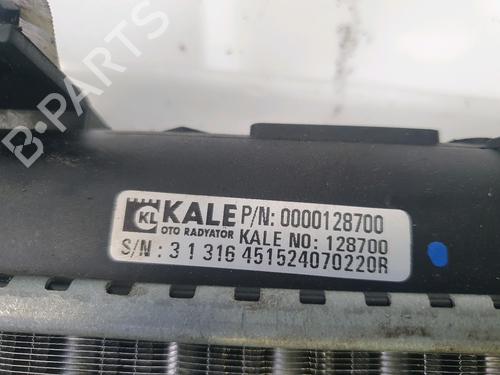 B-PARTS
KL KALE P/N: 0000128700
OTO RADYATOR KALE NO: 128700
S/N : 3 1 316 451524070220R